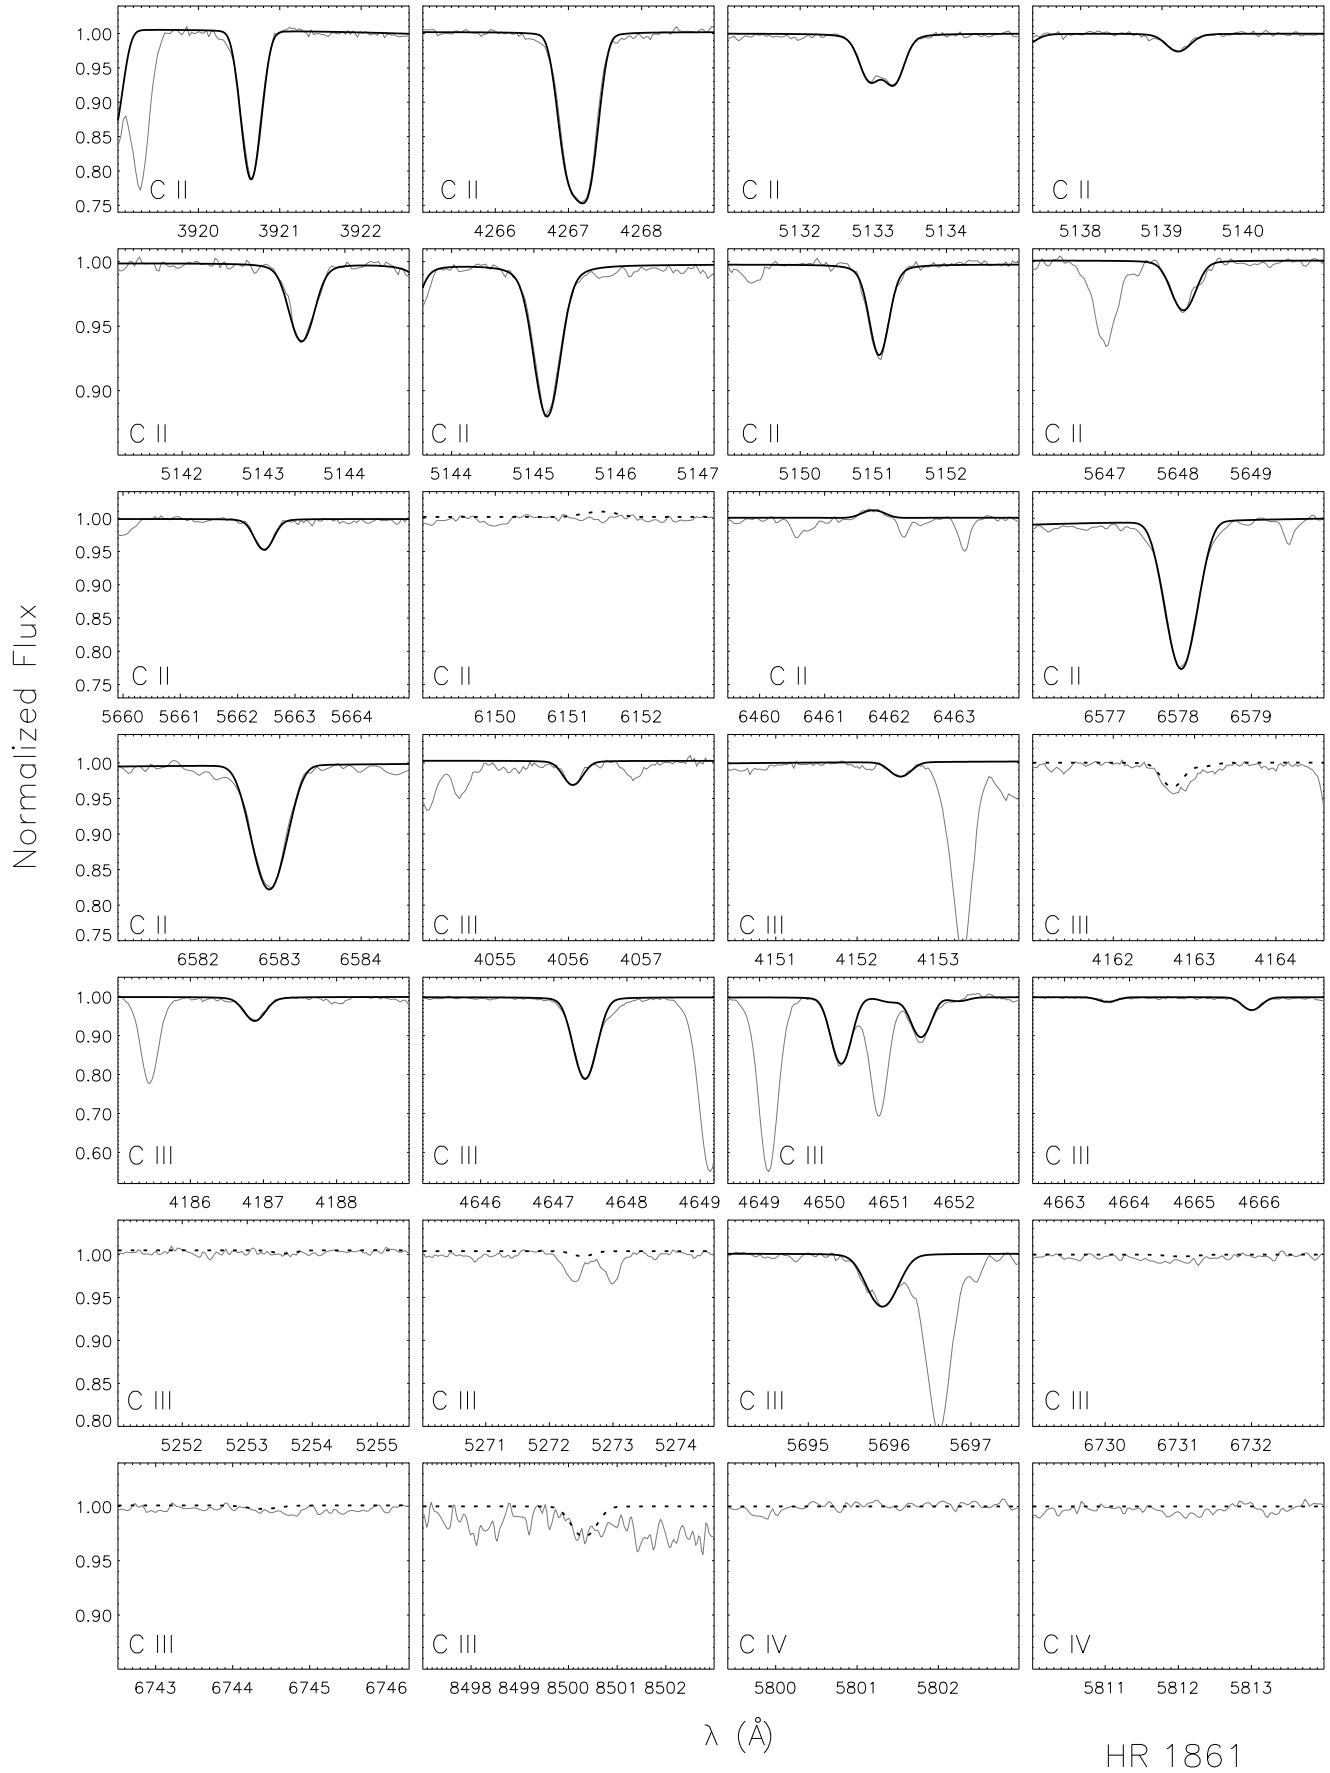 1.00
0.95
0.90
0.85
0.80
0.75
C II
C II
C II
C II
3920 3921 3922
4266 4267 4268
5132 5133 5134
5138 5139 5140
1.00
0.95
0.90
C II
C II
C II
C II
5142 5143 5144
5144 5145 5146 5147
5150 5151 5152
5647 5648 5649
1.00
0.95
0.90
0.85
0.80
0.75
C II
C II
C II
C II
5660 5661 5662 5663 5664
6150 6151 6152
6460 6461 6462 6463
6577 6578 6579
Normalized Flux
1.00
0.95
0.90
0.85
0.80
0.75
C II
C III
C III
C III
6582 6583 6584
4055 4056 4057
4151 4152 4153
4162 4163 4164
1.00
0.90
0.80
0.70
0.60
C III
C III
C III
C III
4186 4187 4188
4646 4647 4648 4649
4649 4650 4651 4652
4663 4664 4665 4666
1.00
0.95
0.90
0.85
0.80
C III
C III
C III
C III
5252 5253 5254 5255
5271 5272 5273 5274
5695 5696 5697
6730 6731 6732
1.00
0.95
0.90
C III
C III
C IV
C IV
6743 6744 6745 6746
8498 8499 8500 8501 8502
5800 5801 5802
5811 5812 5813
λ (Å)
HR 1861